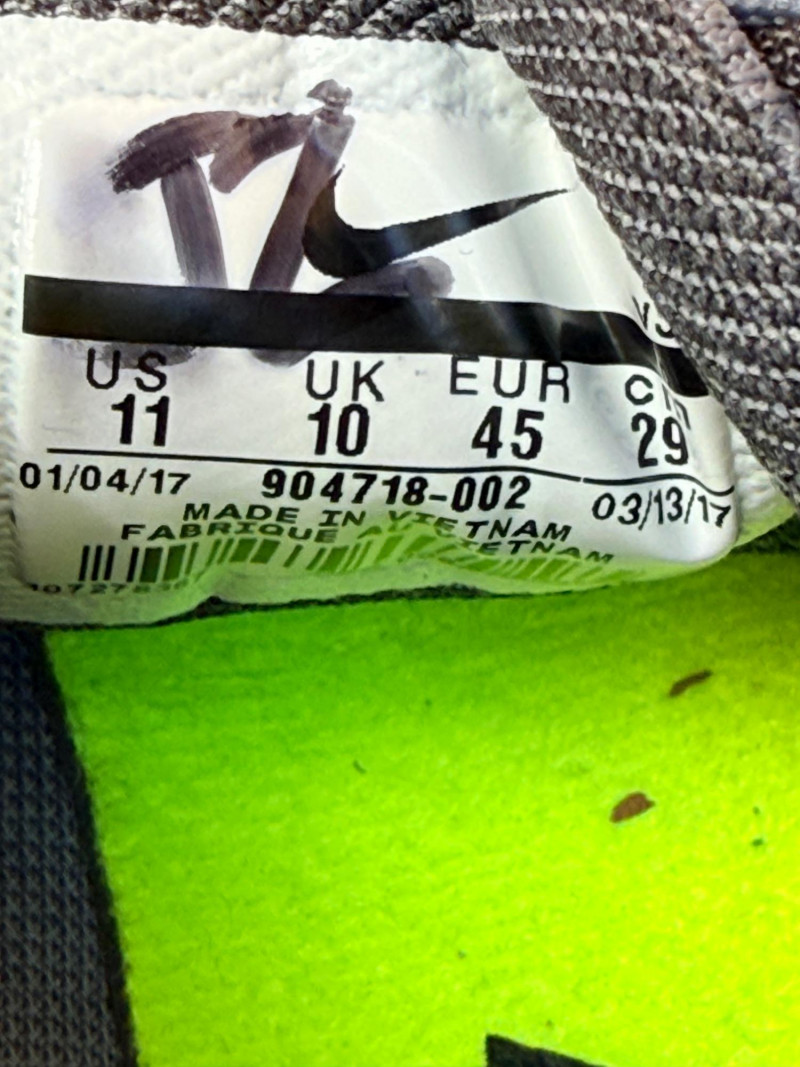 US UK EUR cm
11 10 45 29
01/04/17 904718-002 03/13/17
MADE IN VIETNAM
FABRIQUE AU VIETNAM